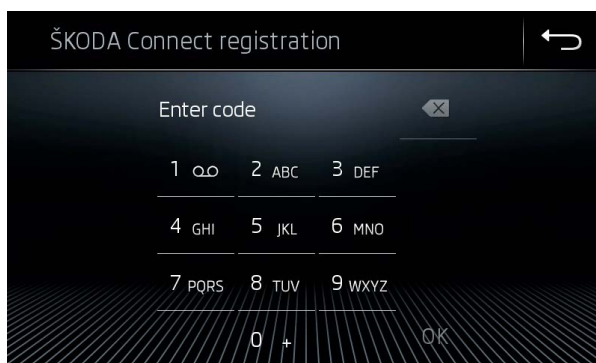 ŠKODA Connect registration
Enter code
1 2 ABC 3 DEF
4 GHI 5 JKL 6 MNO
7 PQRS 8 TUV 9 WXYZ
0 +
OK